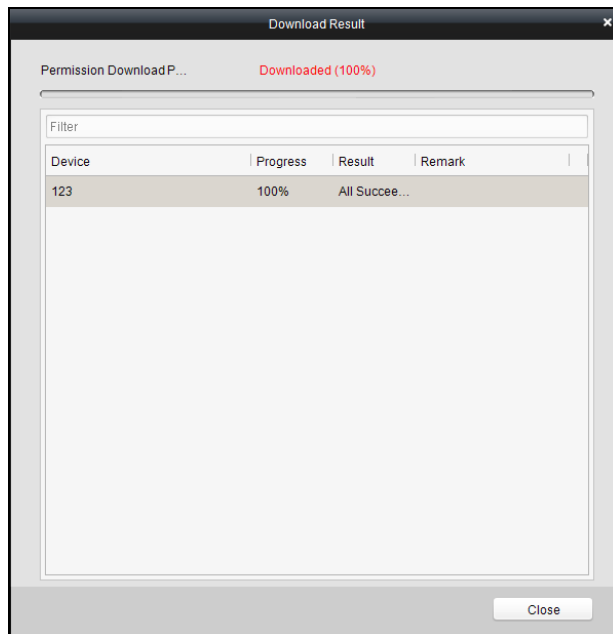 Download Result
Permission Download P... Downloaded (100%)
Filter
Device Progress Result Remark
123 100% All Succee...
Close